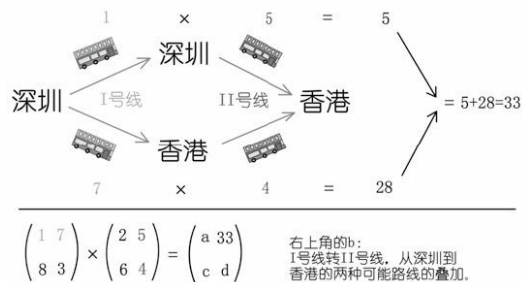 1 × 5 = 5
深圳
深圳 I号线 II号线 香港 = 5+28=33
香港
7 × 4 = 28
(1 7) × (2 5) = (a 33)
(8 3) (6 4) (c d)
右上角的b:
I号线转II号线,从深圳到
香港的两种可能路线的叠加。